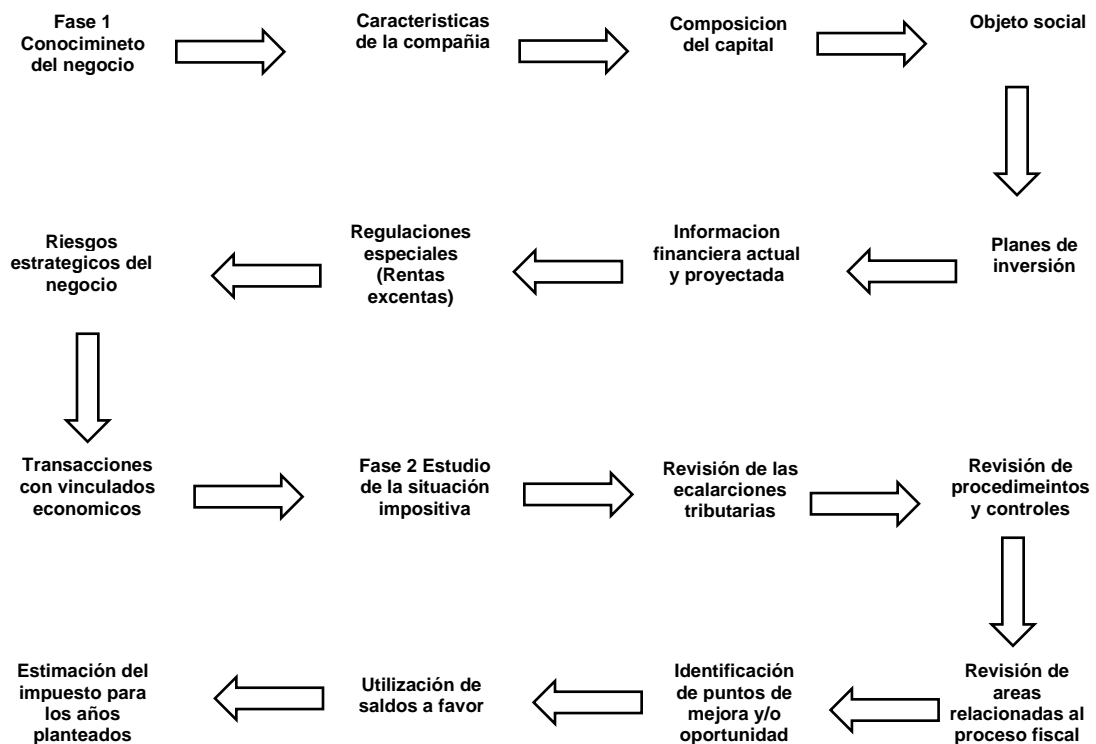 Fase 1
Conocimineto
del negocio
Caracteristicas
de la compañia
Composicion
del capital
Objeto social
Planes de
inversión
Informacion
financiera actual
y proyectada
Regulaciones
especiales
(Rentas
excentas)
Riesgos
estrategicos del
negocio
Transacciones
con vinculados
economicos
Fase 2 Estudio
de la situación
impositiva
Revisión de las
ecalarciones
tributarias
Revisión de
procedimeintos
y controles
Revisión de
areas
relacionadas al
proceso fiscal
Identificación
de puntos de
mejora y/o
oportunidad
Utilización de
saldos a favor
Estimación del
impuesto para
los años
planteados